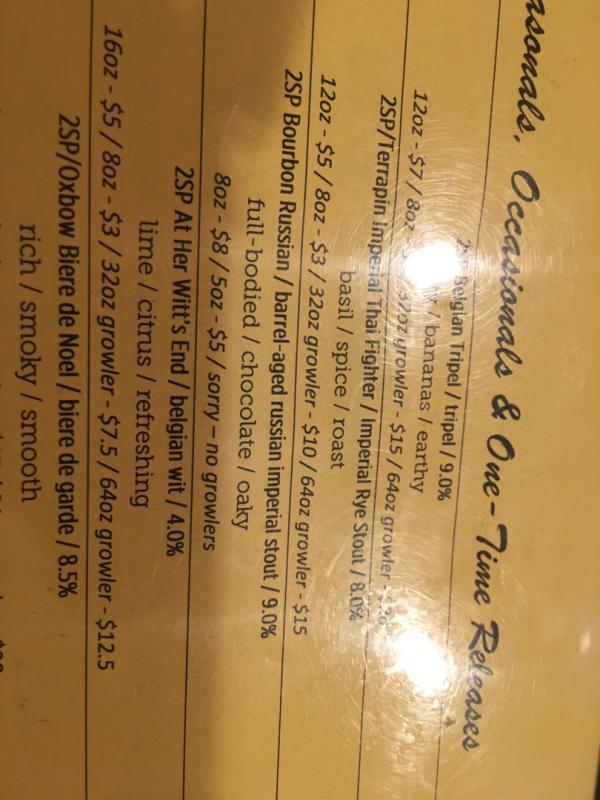 Occasionals & One-Time Releases
Belgian Tripel / tripel / 9.0%
/ bananas / earthy
12oz - $7 / 8oz - 32oz growler - $15 / 64oz growler -
2SP/Terrapin Imperial Thai Fighter / Imperial Rye Stout / 8.0%
basil / spice / roast
12oz - $5 / 8oz - $3 / 32oz growler - $10 / 64oz growler - $15
2SP Bourbon Russian / barrel-aged russian imperial stout / 9.0%
full-bodied / chocolate / oaky
8oz - $8 / 5oz - $5 / sorry – no growlers
2SP At Her Witt's End / belgian wit / 4.0%
lime / citrus / refreshing
16oz - $5 / 8oz - $3 / 32oz growler - $7.5 / 64oz growler - $12.5
2SP/Oxbow Biere de Noel / biere de garde / 8.5%
rich / smoky / smooth